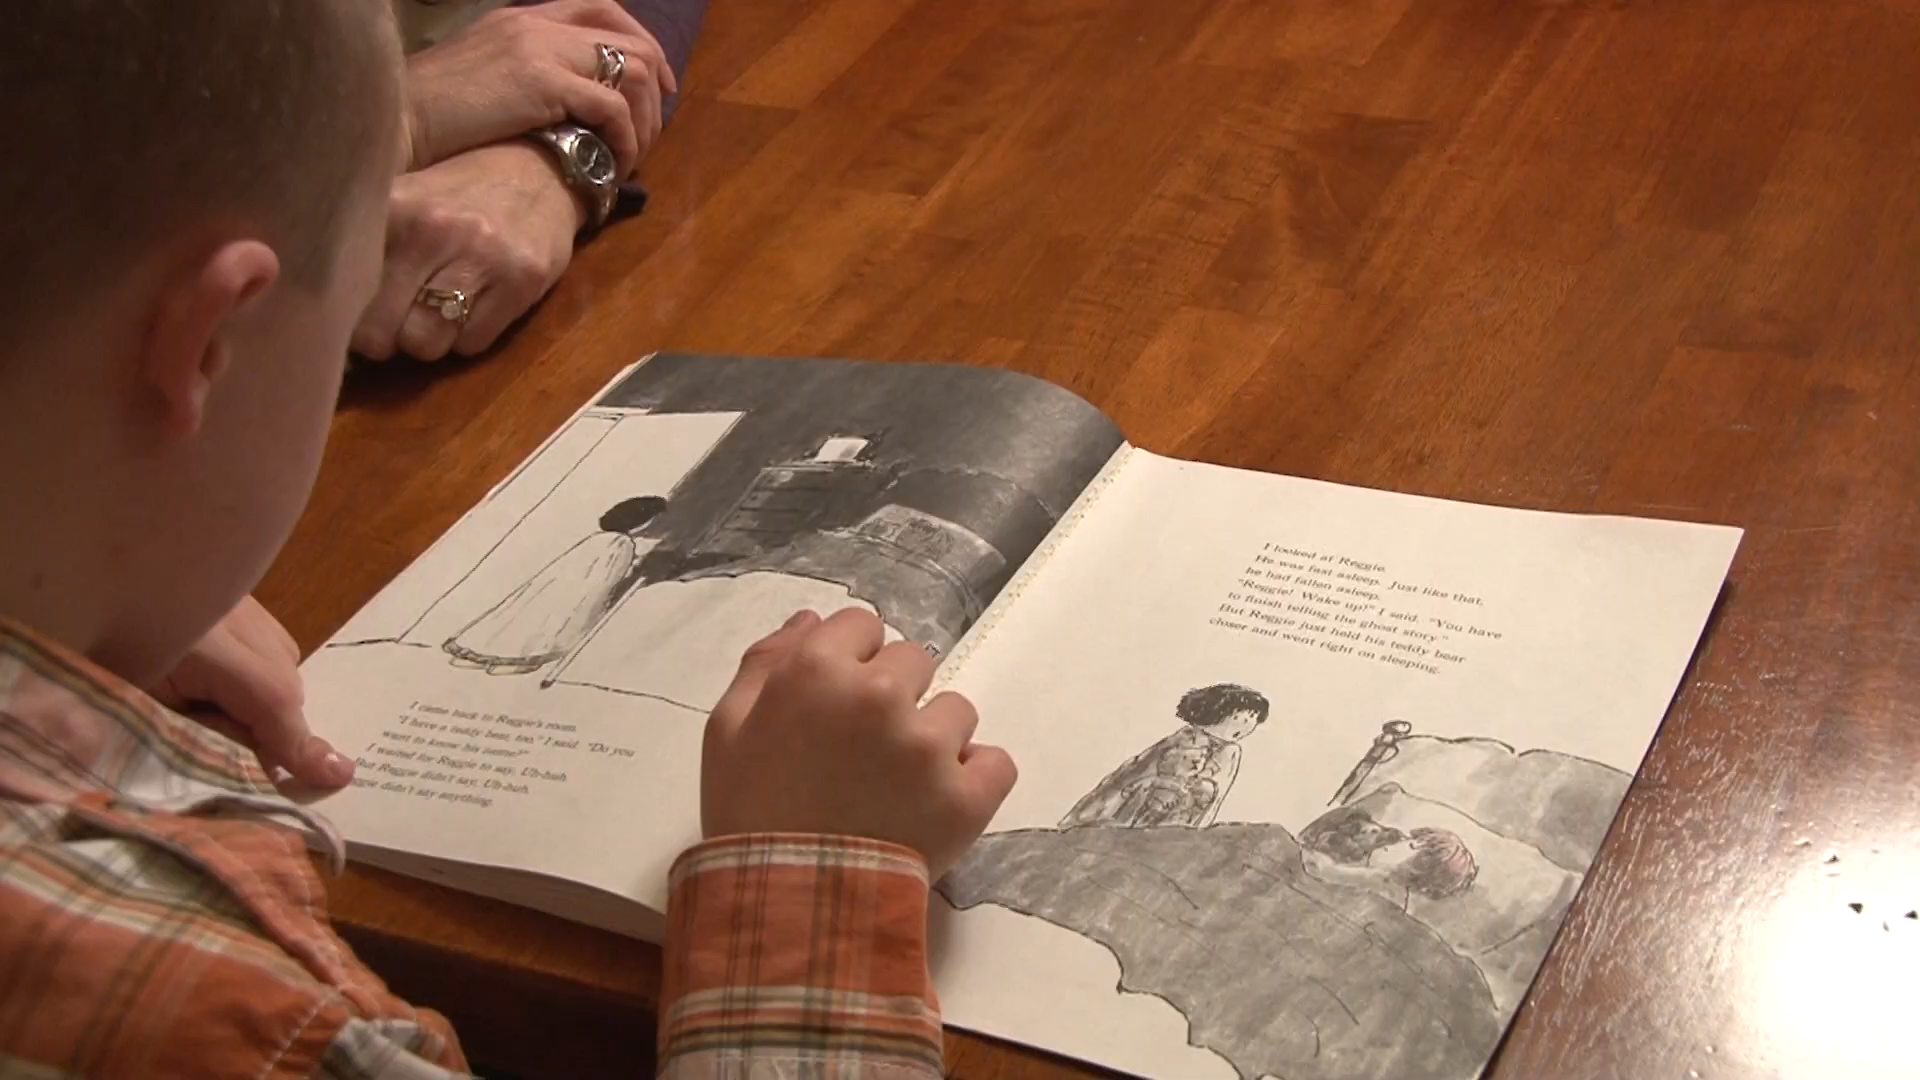 I came back to Reggie's room.
"I have a teddy bear, too." I said. "Do you
want to know his name?"
I waited for Reggie to say, Uh-huh.
But Reggie didn't say, Uh-huh.
ggie didn't say anything.
I looked at Reggie.
He was fast asleep. Just like that,
he had fallen asleep.
"Reggie! Wake up!" I said. "You have
to finish telling the ghost story."
But Reggie just held his teddy bear
closer and went right on sleeping.